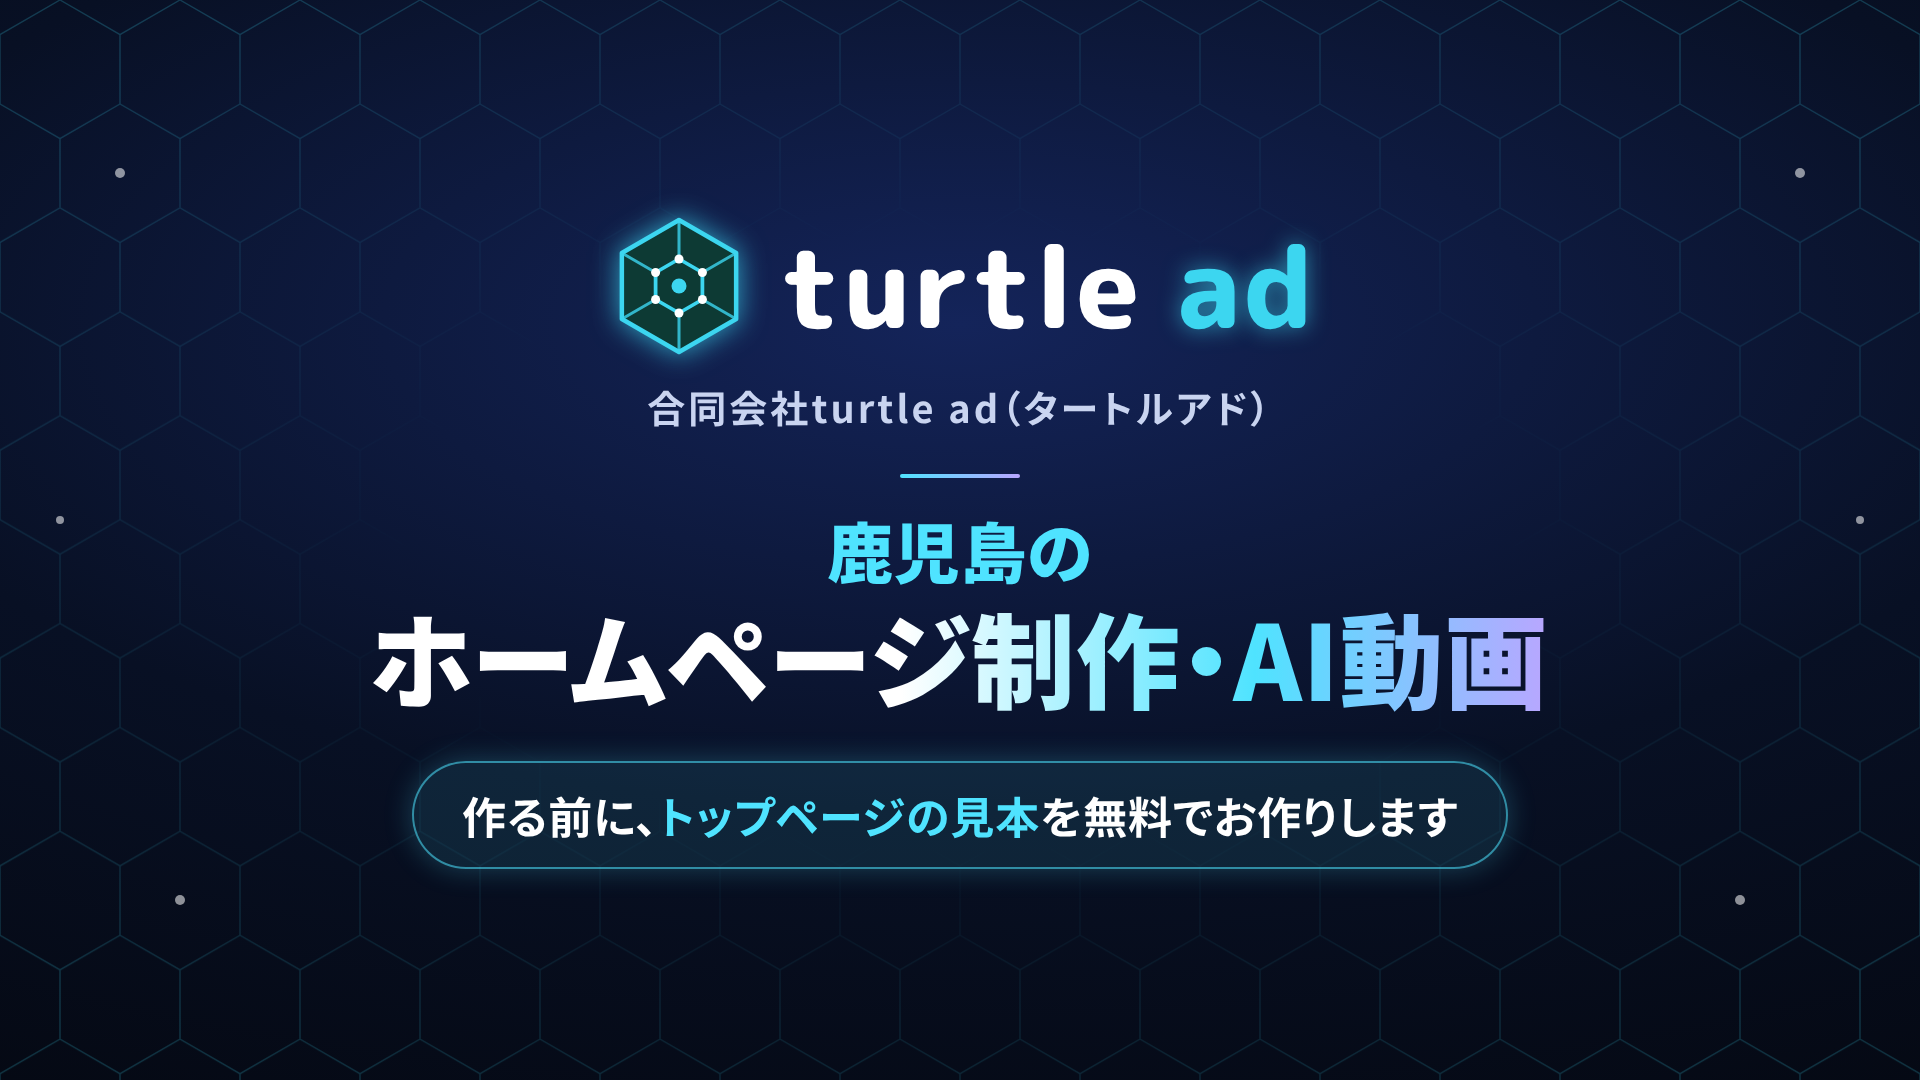 turtle ad
合同会社turtle ad（タートルアド）
鹿児島の
ホームページ制作・AI動画
作る前に、トップページの見本を無料でお作りします